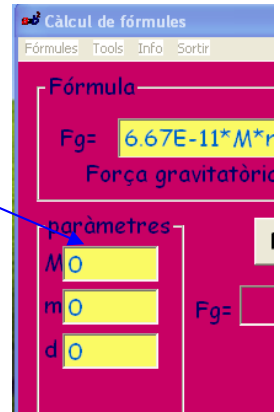 Càlcul de fórmules
Fórmules Tools Info Sortir
Fórmula
Fg= 6.67E-11*M*
Força gravitatòri
paràmetres
M 0
m 0
d 0
Fg=